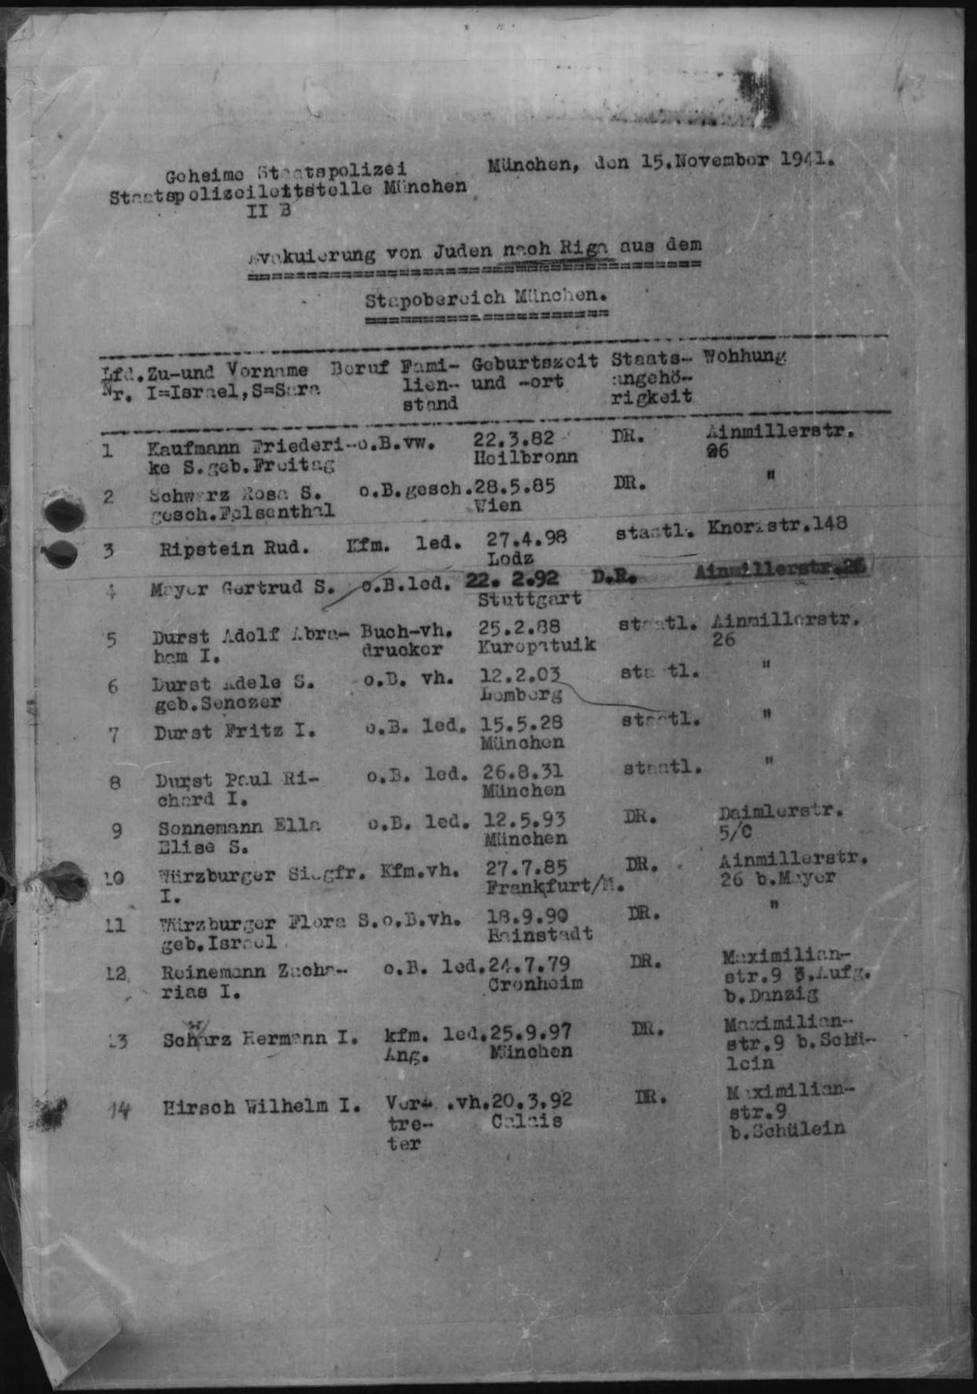 Geheime Staatspolizei München, den 15.November 1941.
Staatspolizeileitstelle München
II B
Evakuierung von Juden nach Riga aus dem
Stapobereich München.
Lfd. Zu-und Vorname Beruf Fami- Geburtszeit Staats- Wohhung
Nr. I=Israel,S=Sara lien- und -ort angehö-
stand rigkeit
1 Kaufmann Friederi- o.B.vw. 22.3.82 DR. Ainmillerstr.
ke S.geb.Freitag Heilbronn 26
2 Schwarz Rosa S. o.B.gesch.28.5.85 DR. "
gesch.Felsenthal Wien
3 Ripstein Rud. Kfm. led. 27.4.98 staatl. Knorrstr.148
Lodz
4 Mayer Gertrud S. o.B.led. 22. 2.92 D.R. Ainmillerstr.26
Stuttgart
5 Durst Adolf Abra- Buch-vh. 25.2.88 staatl. Ainmillerstr.
ham I. drucker Kuropatuik 26
6 Durst Adele S. o.B. vh. 12.2.03 staatl. "
geb.Senezer Lemberg
7 Durst Fritz I. o.B. led. 15.5.28 staatl. "
München
8 Durst Paul Ri- o.B. led. 26.8.31 staatl. "
chard I. München
9 Sonnemann Ella o.B. led. 12.5.93 DR. Daimlerstr.
Elise S. München 5/C
10 Würzburger Siegfr. Kfm.vh. 27.7.85 DR. Ainmillerstr.
I. Frankfurt/M. 26 b.Mayer
11 Würzburger Flora S.o.B.vh. 18.9.90 DR. "
geb.Israel Hainstadt
12 Reinemann Zacha- o.B. led.24.7.79 DR. Maximilian-
rias I. Cronheim str.9 3.Aufg.
b.Danzig
13 Schwarz Hermann I. kfm. led.25.9.97 DR. Maximilian-
Ang. München str.9 b.Schü-
lein
14 Hirsch Wilhelm I. Ver- .vh.20.3.92 DR. Maximilian-
tre- Calais str.9
ter b.Schülein